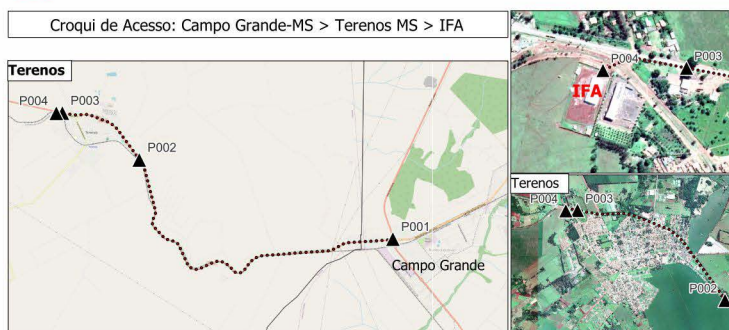 Croqui de Acesso: Campo Grande-MS > Terenos MS > IFA
Terenos
P004
P003
P002
P001
Campo Grande
P004
P003
IFA
Terenos
P004
P003
P002